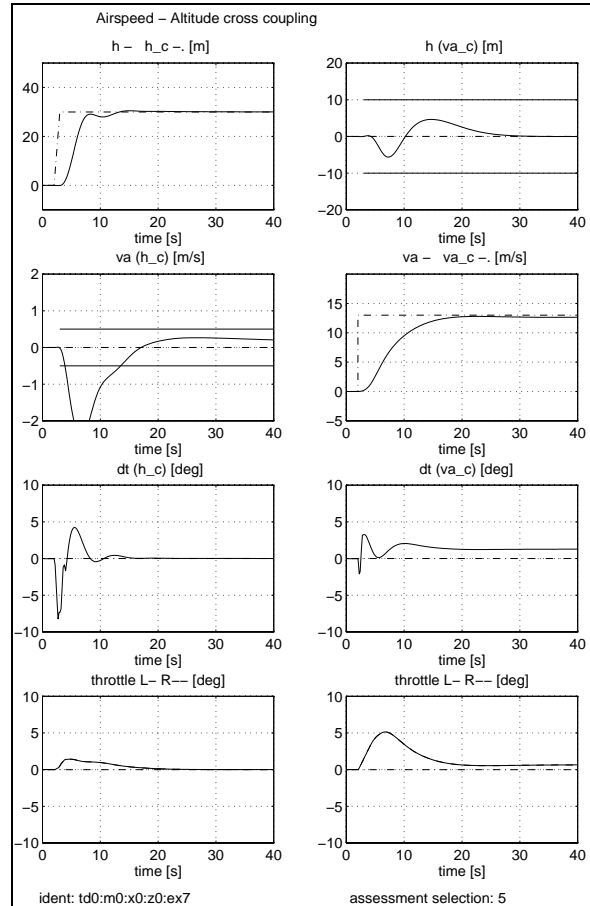 Airspeed − Altitude cross coupling
h − h_c −. [m]
40
20
0
0 10 20 30 40
time [s]
h (va_c) [m]
20
10
0
−10
−20
0 10 20 30 40
time [s]
va (h_c) [m/s]
2
1
0
−1
−2
0 10 20 30 40
time [s]
va − va_c −. [m/s]
15
10
5
0
−5
0 10 20 30 40
time [s]
dt (h_c) [deg]
10
5
0
−5
−10
0 10 20 30 40
time [s]
dt (va_c) [deg]
10
5
0
−5
−10
0 10 20 30 40
time [s]
throttle L− R−− [deg]
10
5
0
−5
−10
0 10 20 30 40
time [s]
throttle L− R−− [deg]
10
5
0
−5
−10
0 10 20 30 40
time [s]
ident: td0:m0:x0:z0:ex7
assessment selection: 5